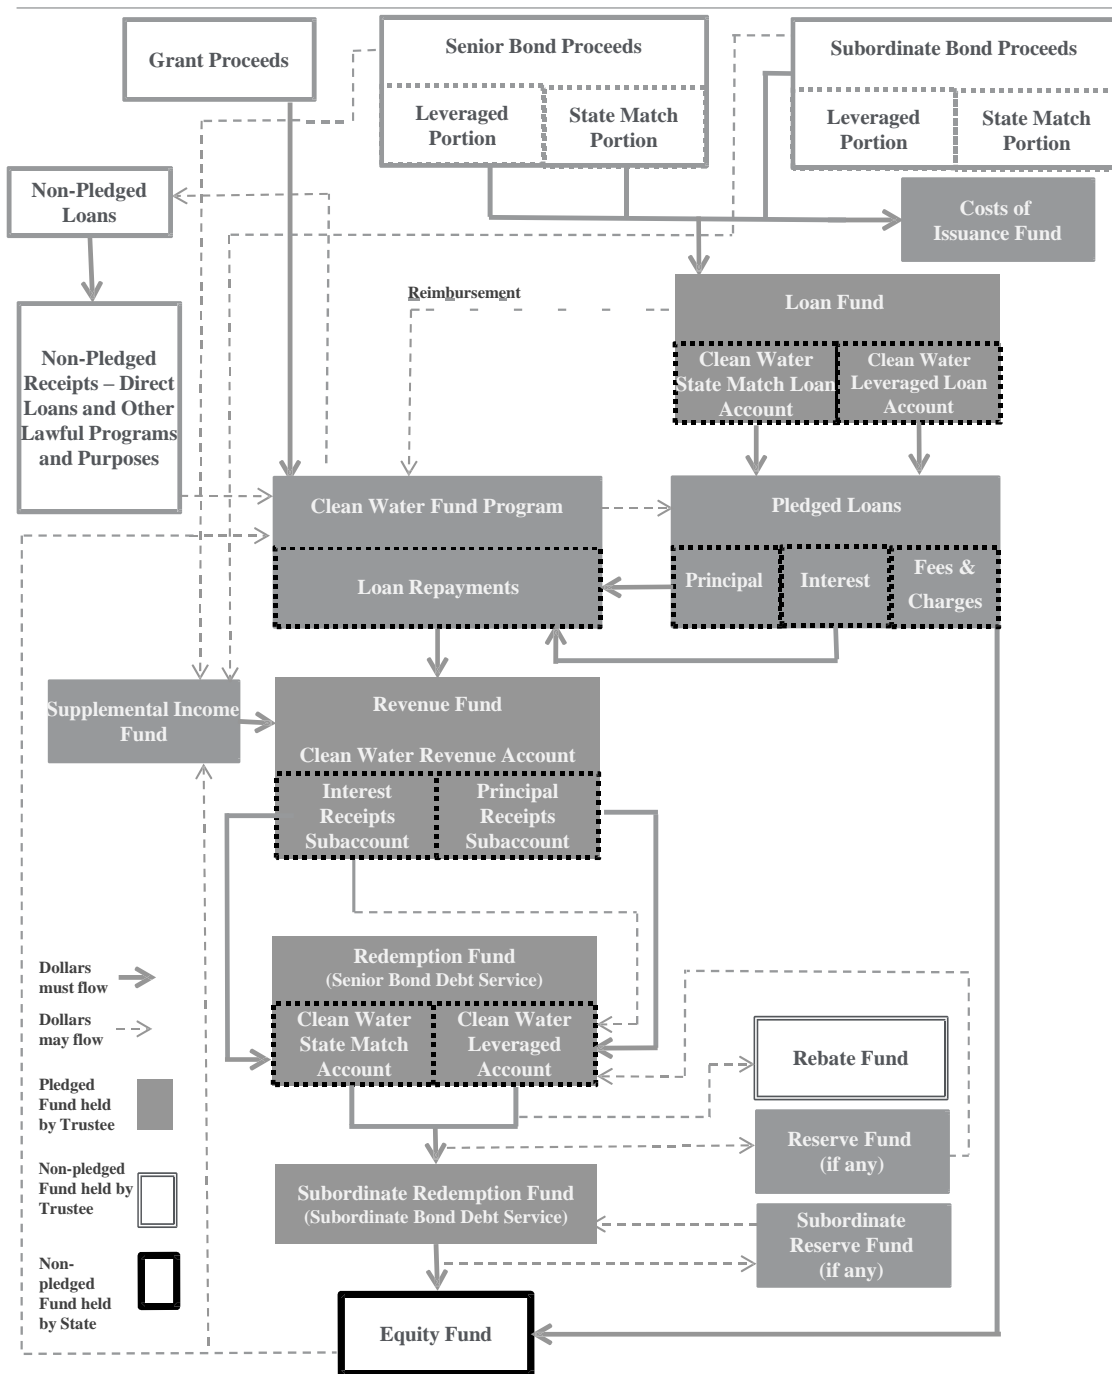 Grant Proceeds
Senior Bond Proceeds
Leveraged
Portion
State Match
Portion
Subordinate Bond Proceeds
Leveraged
Portion
State Match
Portion
Non-Pledged
Loans
Costs of
Issuance Fund
Reimbursement
Loan Fund
Clean Water
State Match Loan
Account
Clean Water
Leveraged Loan
Account
Non-Pledged
Receipts – Direct
Loans and Other
Lawful Programs
and Purposes
Clean Water Fund Program
Loan Repayments
Pledged Loans
Principal
Interest
Fees &
Charges
Supplemental Income
Fund
Revenue Fund
Clean Water Revenue Account
Interest
Receipts
Subaccount
Principal
Receipts
Subaccount
Redemption Fund
(Senior Bond Debt Service)
Clean Water
State Match
Account
Clean Water
Leveraged
Account
Rebate Fund
Reserve Fund
(if any)
Subordinate Redemption Fund
(Subordinate Bond Debt Service)
Subordinate
Reserve Fund
(if any)
Equity Fund
Dollars
must flow
Dollars
may flow
Pledged
Fund held
by Trustee
Non-pledged
Fund held by
Trustee
Non-
pledged
Fund held
by State